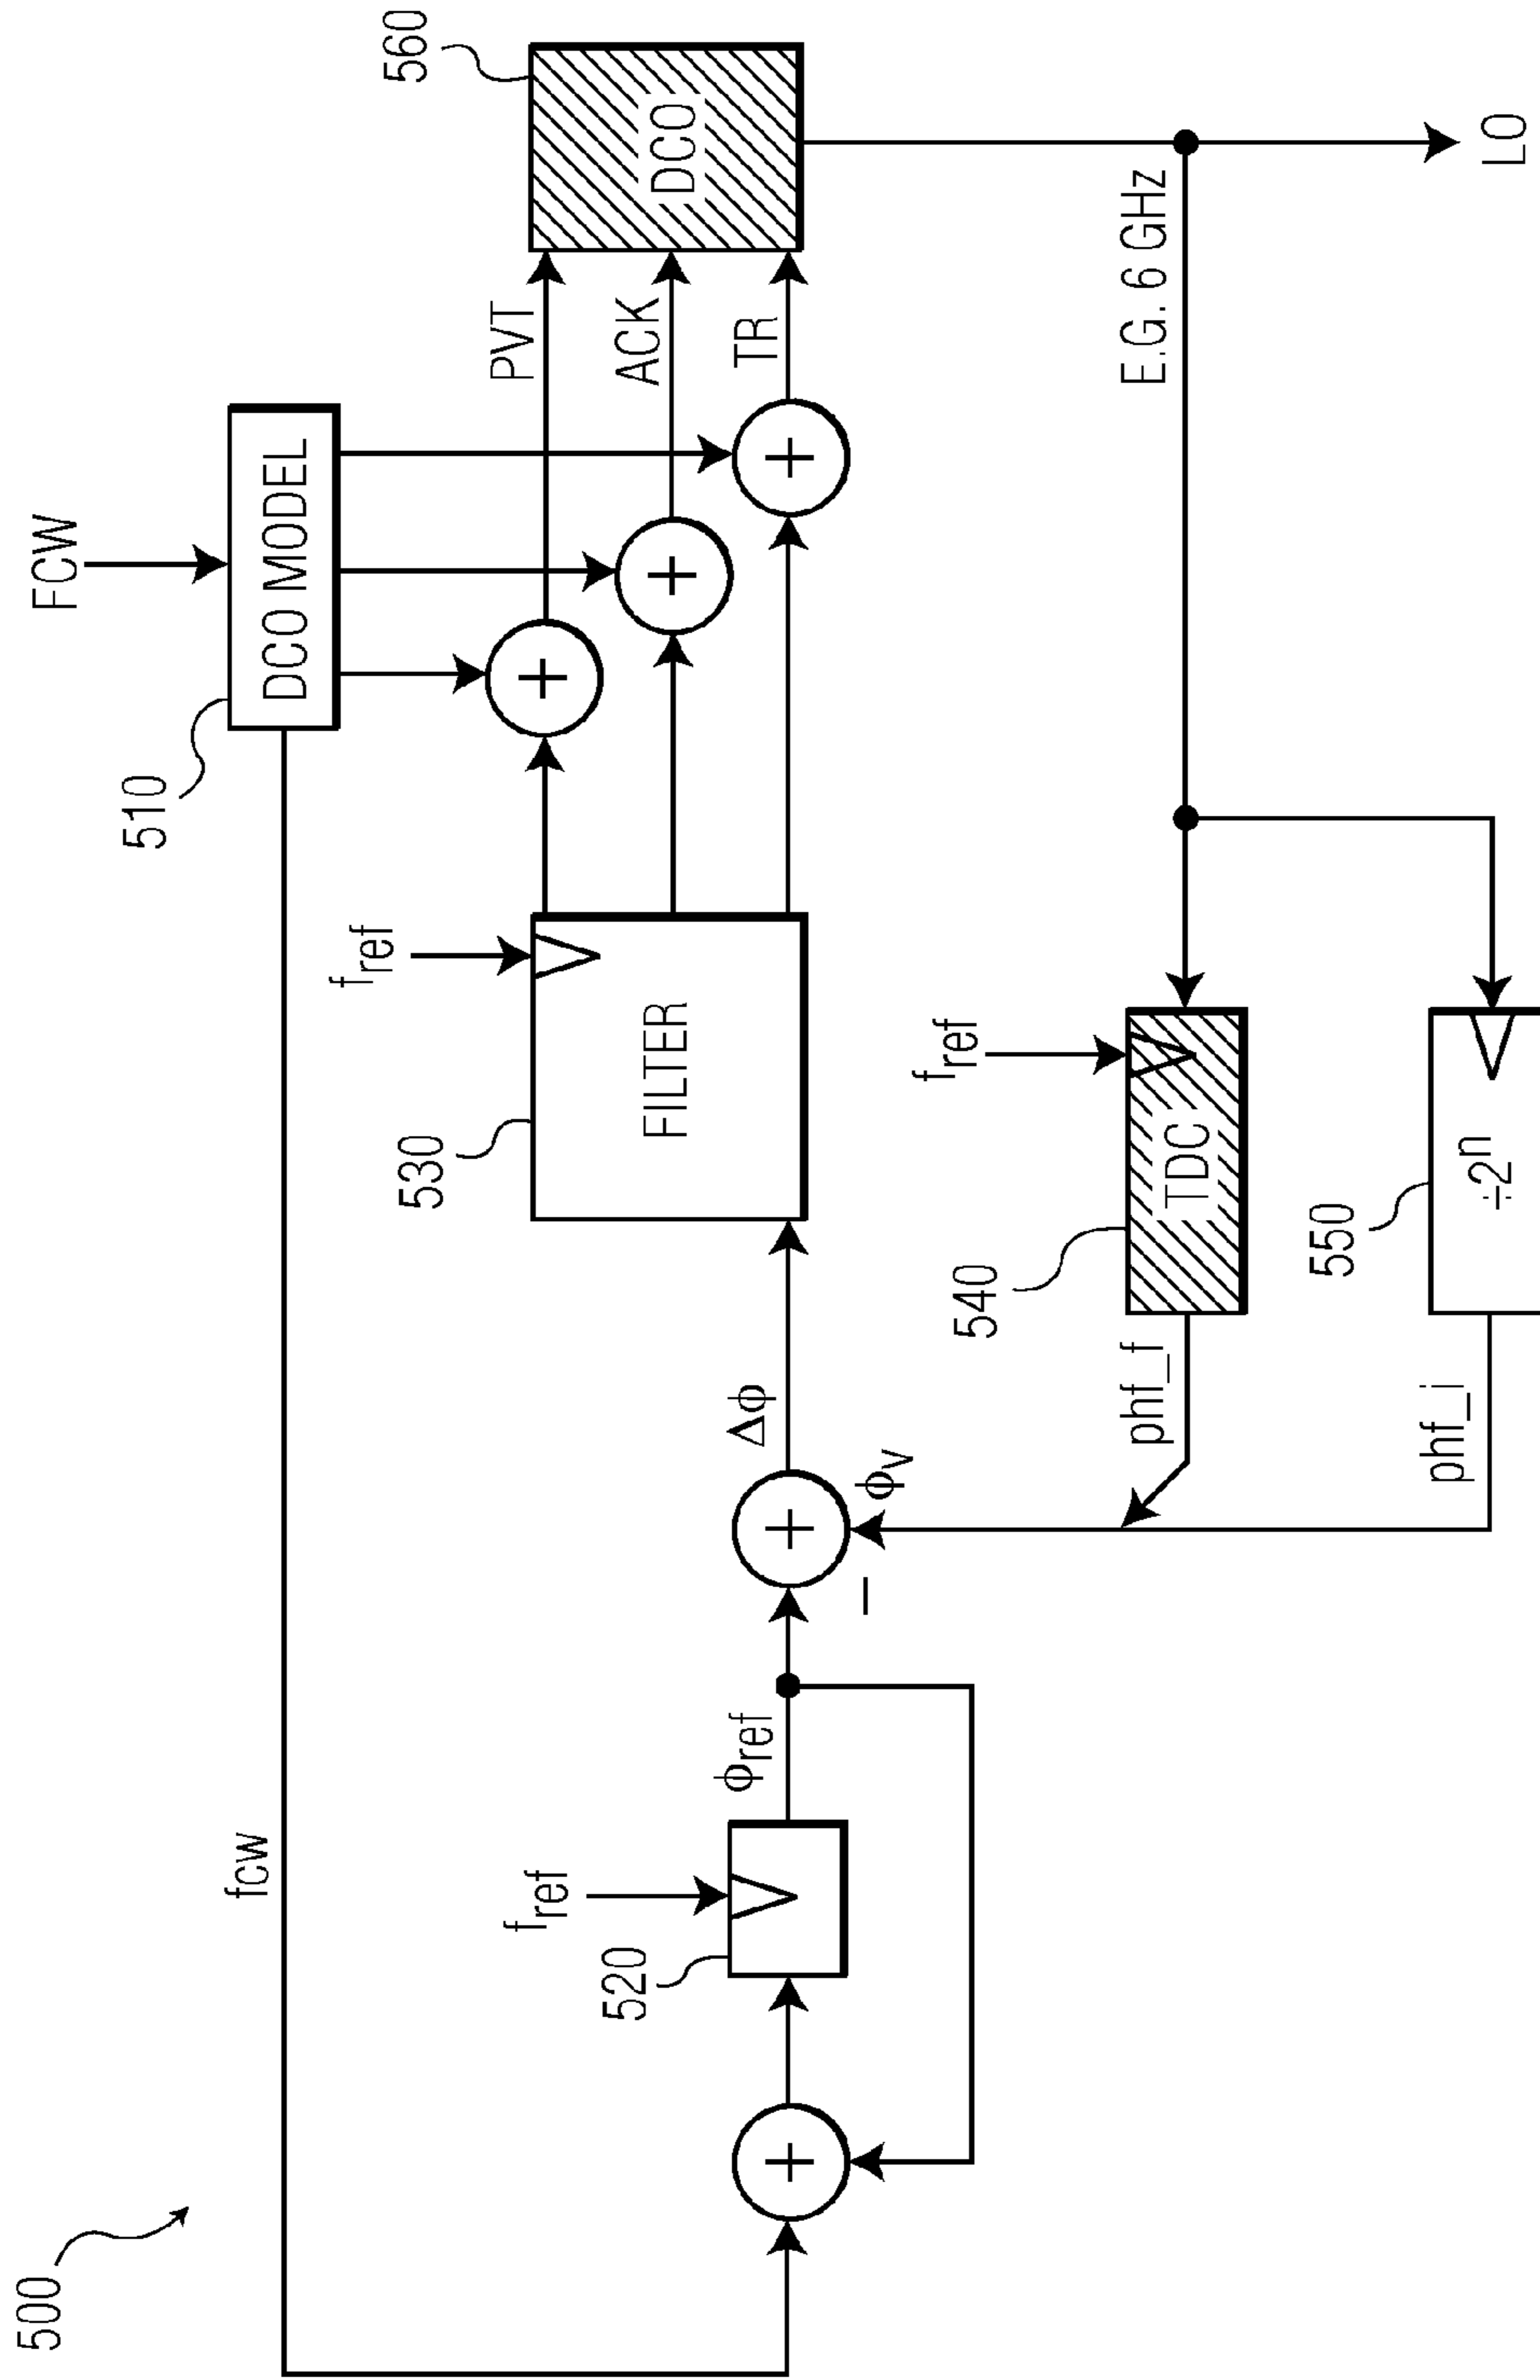 500
fcw
FCW
510
DCO MODEL
f_ref
520
ϕ_ref
Δϕ
ϕ_V
−
530
f_ref
FILTER
PVT
ACK
TR
560
DCO
f_ref
540
TDC
phf_f
E.G. 6 GHz
550
÷2^n
phf_i
LO